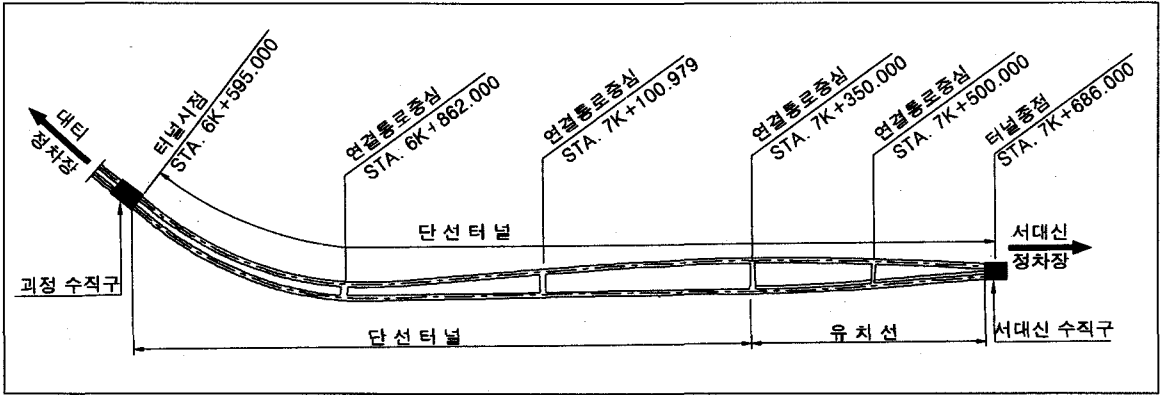 대티
정차장
터널시점
STA. 6K+595.000
연결통로중심
STA. 6K+862.000
연결통로중심
STA. 7K+100.979
연결통로중심
STA. 7K+350.000
연결통로중심
STA. 7K+500.000
터널종점
STA. 7K+686.000
단선터널
서대신
정차장
괴정 수직구
단선터널
유치선
서대신 수직구